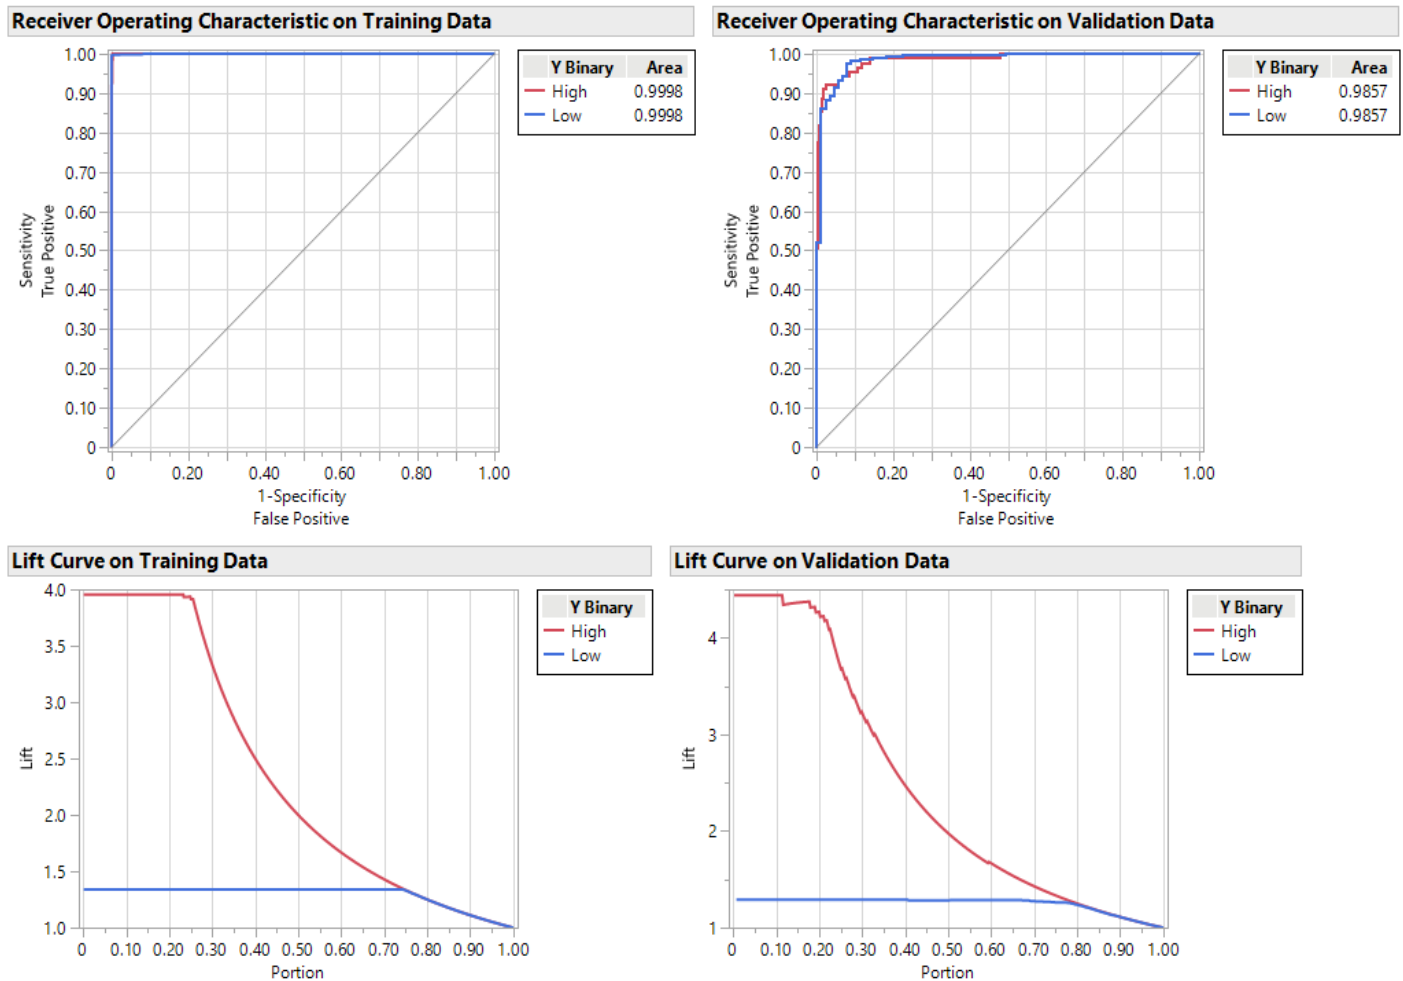 Receiver Operating Characteristic on Training Data
1.00
0.90
0.80
0.70
0.60
0.50
0.40
0.30
0.20
0.10
0
Sensitivity
True Positive
0 0.20 0.40 0.60 0.80 1.00
1-Specificity
False Positive
Y Binary Area
High 0.9998
Low 0.9998
Receiver Operating Characteristic on Validation Data
1.00
0.90
0.80
0.70
0.60
0.50
0.40
0.30
0.20
0.10
0
Sensitivity
True Positive
0 0.20 0.40 0.60 0.80 1.00
1-Specificity
False Positive
Y Binary Area
High 0.9857
Low 0.9857
Lift Curve on Training Data
4.0
3.5
3.0
2.5
2.0
1.5
1.0
Lift
0 0.10 0.20 0.30 0.40 0.50 0.60 0.70 0.80 0.90 1.00
Portion
Y Binary
High
Low
Lift Curve on Validation Data
4
3
2
1
Lift
0 0.10 0.20 0.30 0.40 0.50 0.60 0.70 0.80 0.90 1.00
Portion
Y Binary
High
Low